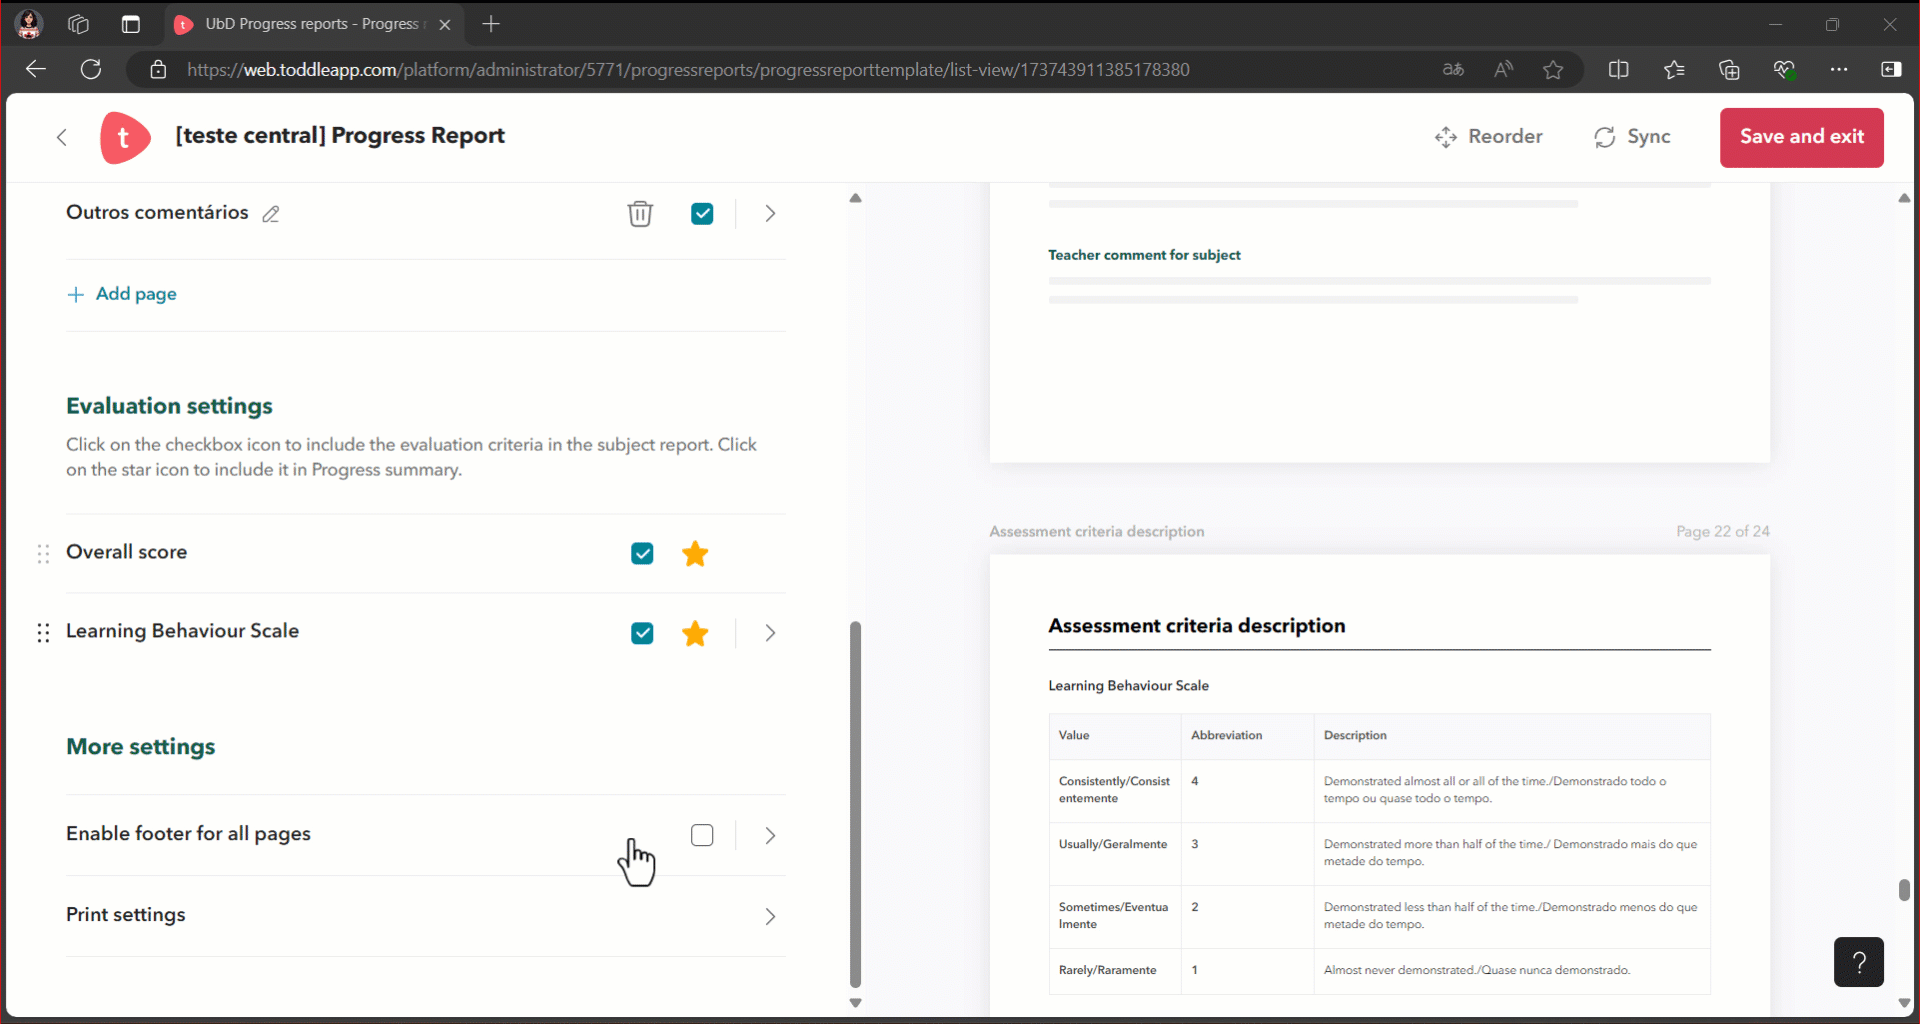 UbD Progress reports - Progress
https://web.toddleapp.com/platform/administrator/5771/progressreports/progressreporttemplate/list-view/173743911385178380
t
[teste central] Progress Report
Reorder
Sync
Save and exit
Outros comentários
Add page
Evaluation settings
Click on the checkbox icon to include the evaluation criteria in the subject report. Click
on the star icon to include it in Progress summary.
Overall score
Learning Behaviour Scale
More settings
Enable footer for all pages
Print settings
Teacher comment for subject
Assessment criteria description
Page 22 of 24
Assessment criteria description
Learning Behaviour Scale
Value
Abbreviation
Description
Consistently/Consist
entemente
4
Demonstrated almost all or all of the time./Demonstrado todo o
tempo ou quase todo o tempo.
Usually/Geralmente
3
Demonstrated more than half of the time./ Demonstrado mais do que
metade do tempo.
Sometimes/Eventua
lmente
2
Demonstrated less than half of the time./Demonstrado menos do que
metade do tempo.
Rarely/Raramente
1
Almost never demonstrated./Quase nunca demonstrado.
?